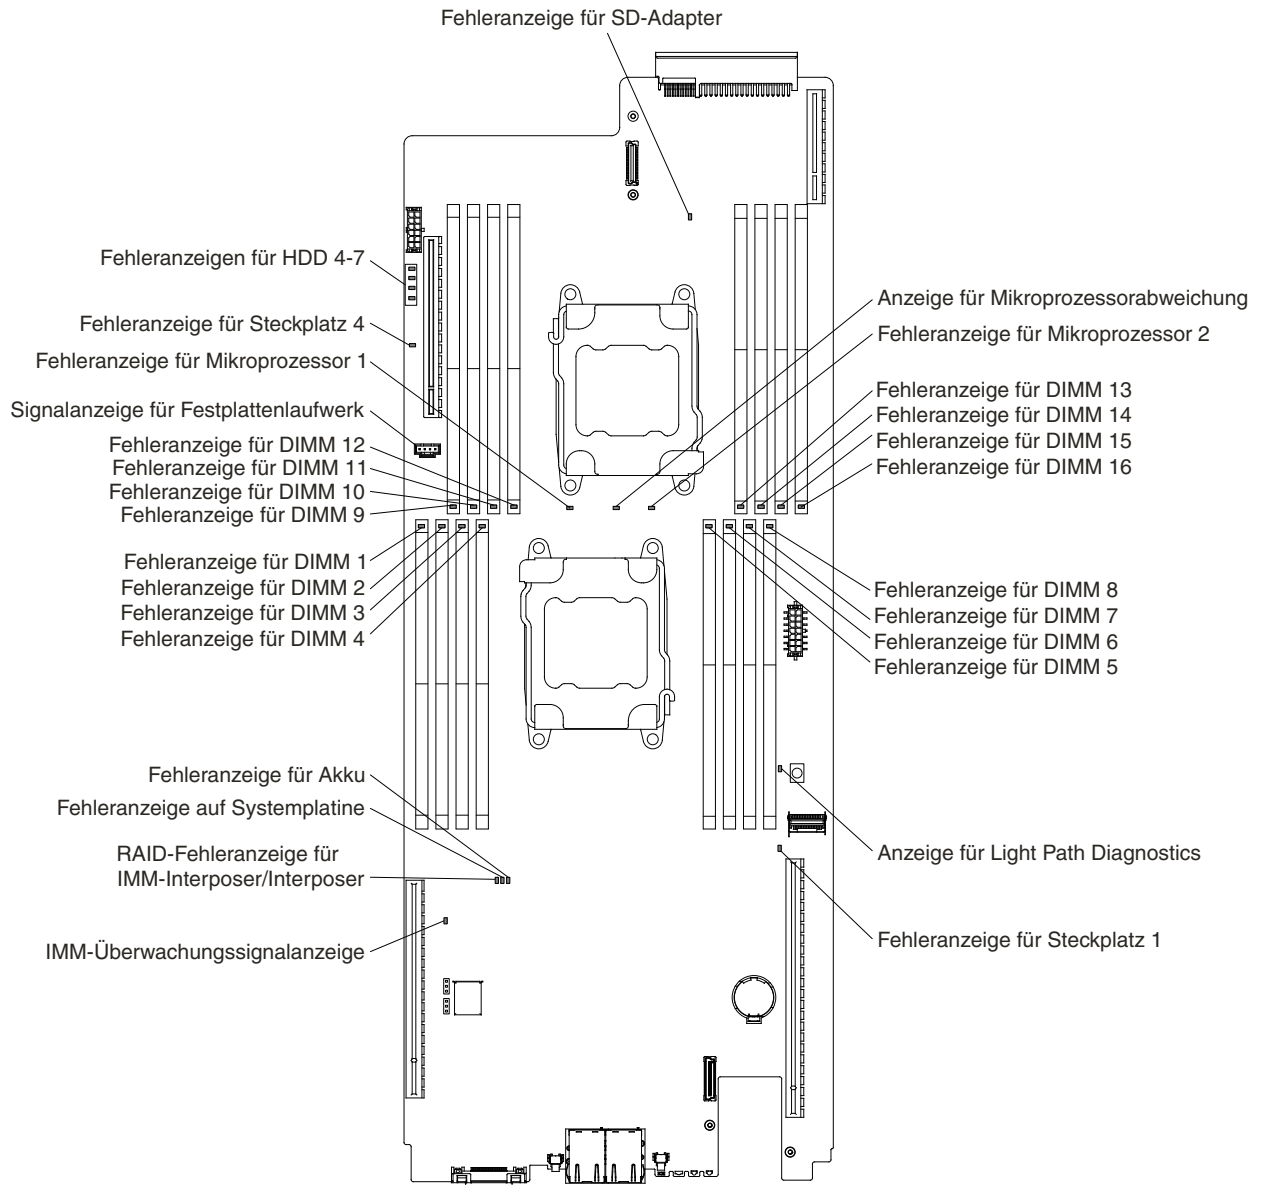 Fehleranzeige für SD-Adapter
Fehleranzeigen für HDD 4-7
Fehleranzeige für Steckplatz 4
Fehleranzeige für Mikroprozessor 1
Signalanzeige für Festplattenlaufwerk
Fehleranzeige für DIMM 12
Fehleranzeige für DIMM 11
Fehleranzeige für DIMM 10
Fehleranzeige für DIMM 9
Fehleranzeige für DIMM 1
Fehleranzeige für DIMM 2
Fehleranzeige für DIMM 3
Fehleranzeige für DIMM 4
Fehleranzeige für Akku
Fehleranzeige auf Systemplatine
RAID-Fehleranzeige für
IMM-Interposer/Interposer
IMM-Überwachungssignalanzeige
Anzeige für Mikroprozessorabweichung
Fehleranzeige für Mikroprozessor 2
Fehleranzeige für DIMM 13
Fehleranzeige für DIMM 14
Fehleranzeige für DIMM 15
Fehleranzeige für DIMM 16
Fehleranzeige für DIMM 8
Fehleranzeige für DIMM 7
Fehleranzeige für DIMM 6
Fehleranzeige für DIMM 5
Anzeige für Light Path Diagnostics
Fehleranzeige für Steckplatz 1